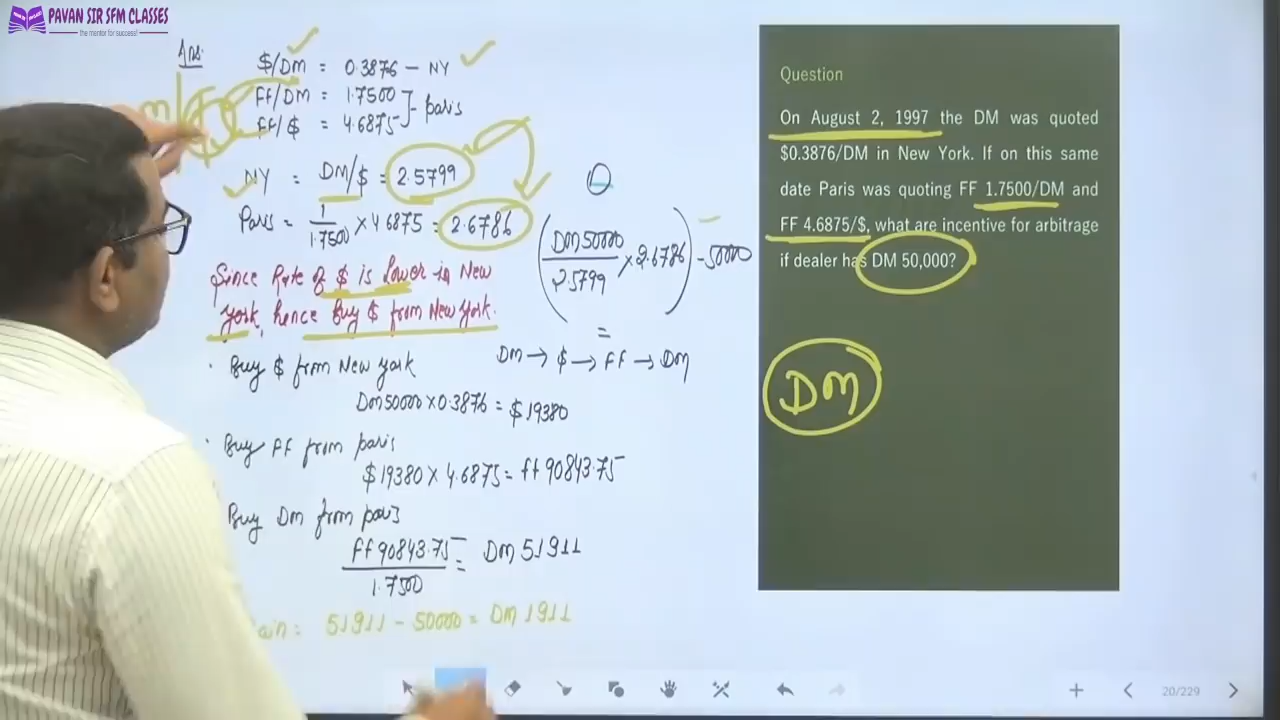 PAVAN SIR SFM CLASSES
the mentor for success!
Ans.
$/DM = 0.3876 - NY
FF/DM = 1.7500
FF/$ = 4.6875 ]- Paris
NY = DM/$ = 2.5799
Paris = 1/1.7500 × 4.6875 = 2.6786
(DM 50000/2.5799 × 2.6786) - 50000
=
Since Rate of $ is lower in New
York, hence Buy $ from New York.
Dm → $ → FF → Dm
· Buy $ from New York
Dm 50000 × 0.3876 = $ 19380
· Buy FF from paris
$ 19380 × 4.6875 = ff 90843.75
Buy Dm from paris
ff 90843.75/1.7500 = Dm 51911
ain: 51911 - 50000 = Dm 1911
Question
On August 2, 1997 the DM was quoted
$0.3876/DM in New York. If on this same
date Paris was quoting FF 1.7500/DM and
FF 4.6875/$, what are incentive for arbitrage
if dealer has DM 50,000?
DM
20/229